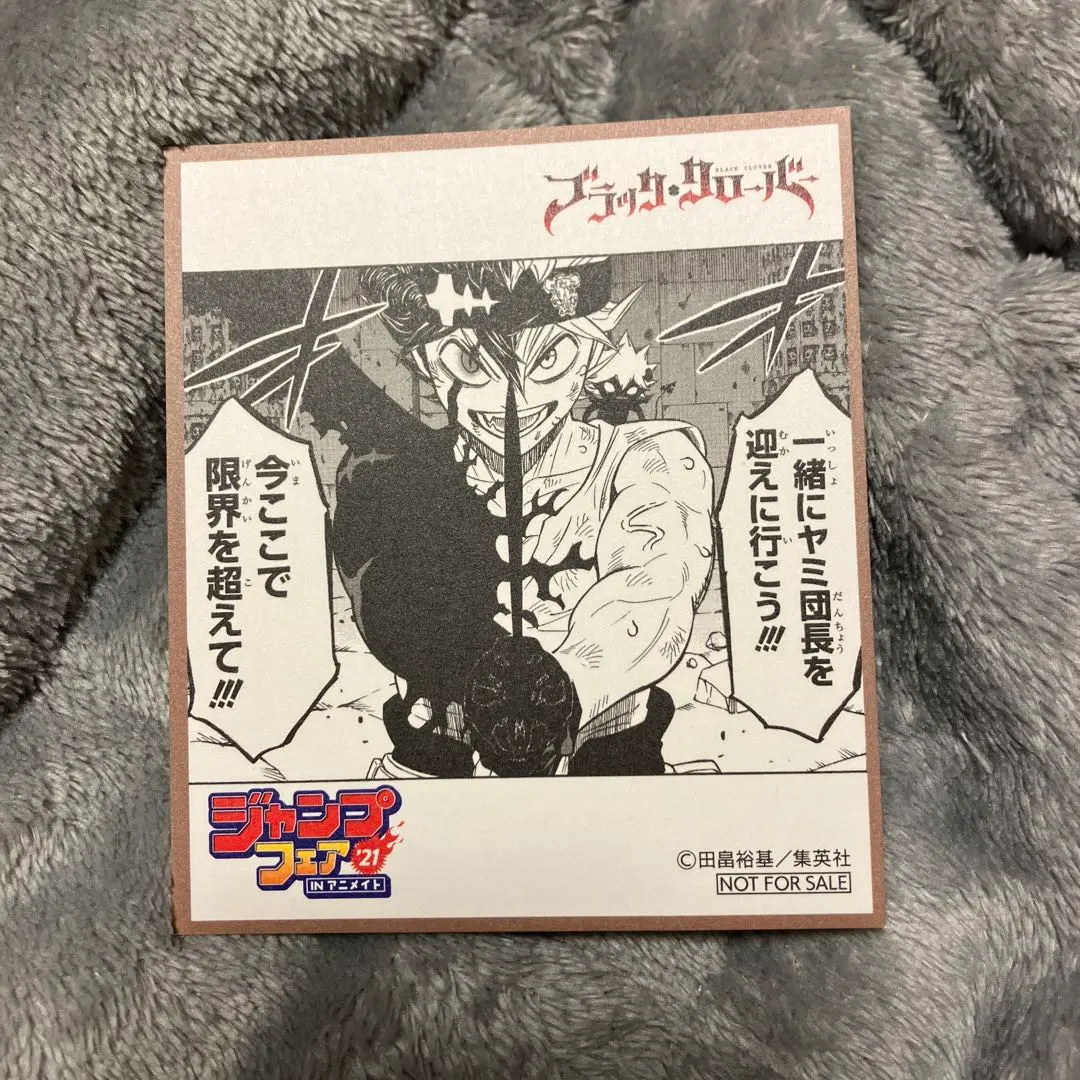 BLACK CLOVER
ブラック・クローバー
一緒にヤミ団長を
迎えに行こう!!!
今ここで
限界を超えて!!!
ジャンプ
フェア'21
INアニメイト
©田畠裕基/集英社
NOT FOR SALE